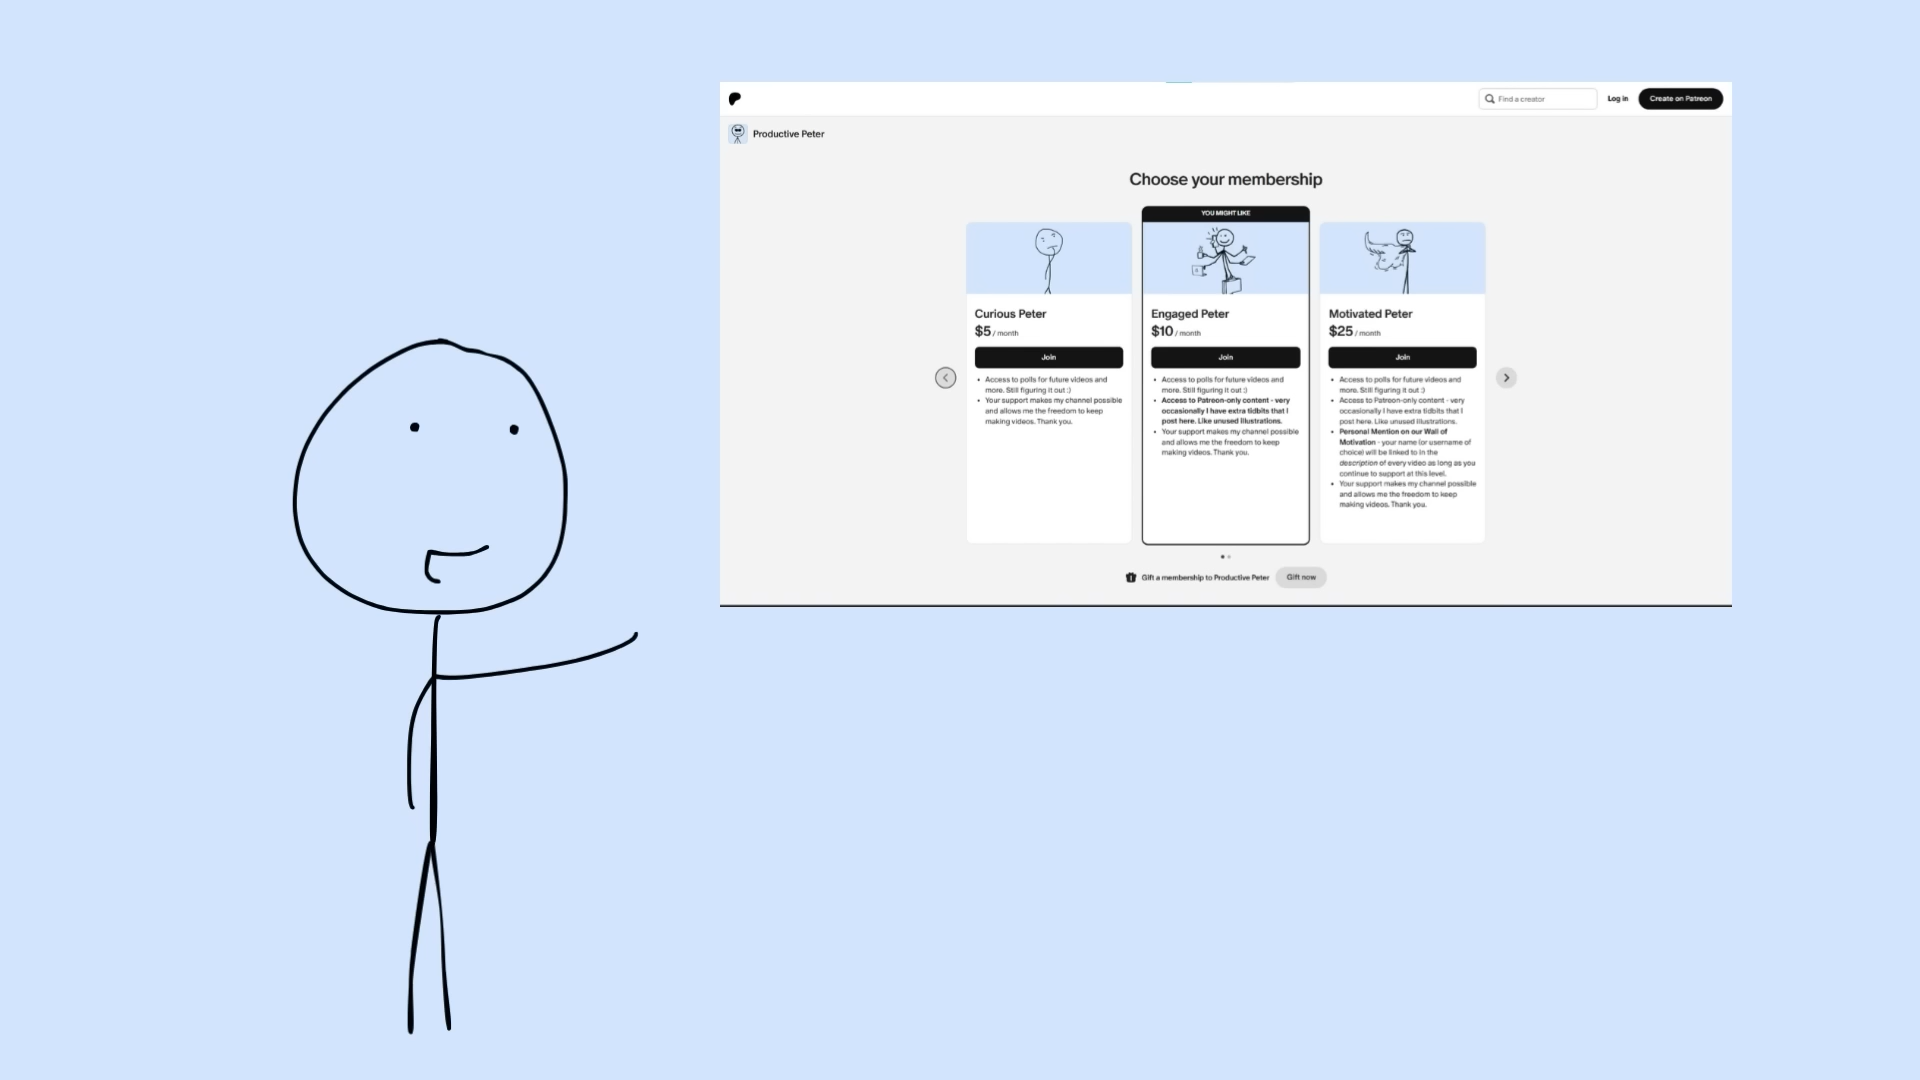 Find a creator
Log in
Create on Patreon
Productive Peter
Choose your membership
YOU MIGHT LIKE
Curious Peter
$5 / month
Join
• Access to polls for future videos and
more. Still figuring it out :)
• Your support makes my channel possible
and allows me the freedom to keep
making videos. Thank you.
Engaged Peter
$10 / month
Join
• Access to polls for future videos and
more. Still figuring it out :)
• Access to Patreon-only content - very
occasionally I have extra tidbits that I
post here. Like unused illustrations.
• Your support makes my channel possible
and allows me the freedom to keep
making videos. Thank you.
Motivated Peter
$25 / month
Join
• Access to polls for future videos and
more. Still figuring it out :)
• Access to Patreon-only content - very
occasionally I have extra tidbits that I
post here. Like unused illustrations.
• Personal Mention on our Wall of
Motivation - your name (or username of
choice) will be linked to in the
description of every video as long as you
continue to support at this level.
• Your support makes my channel possible
and allows me the freedom to keep
making videos. Thank you.
Gift a membership to Productive Peter
Gift now